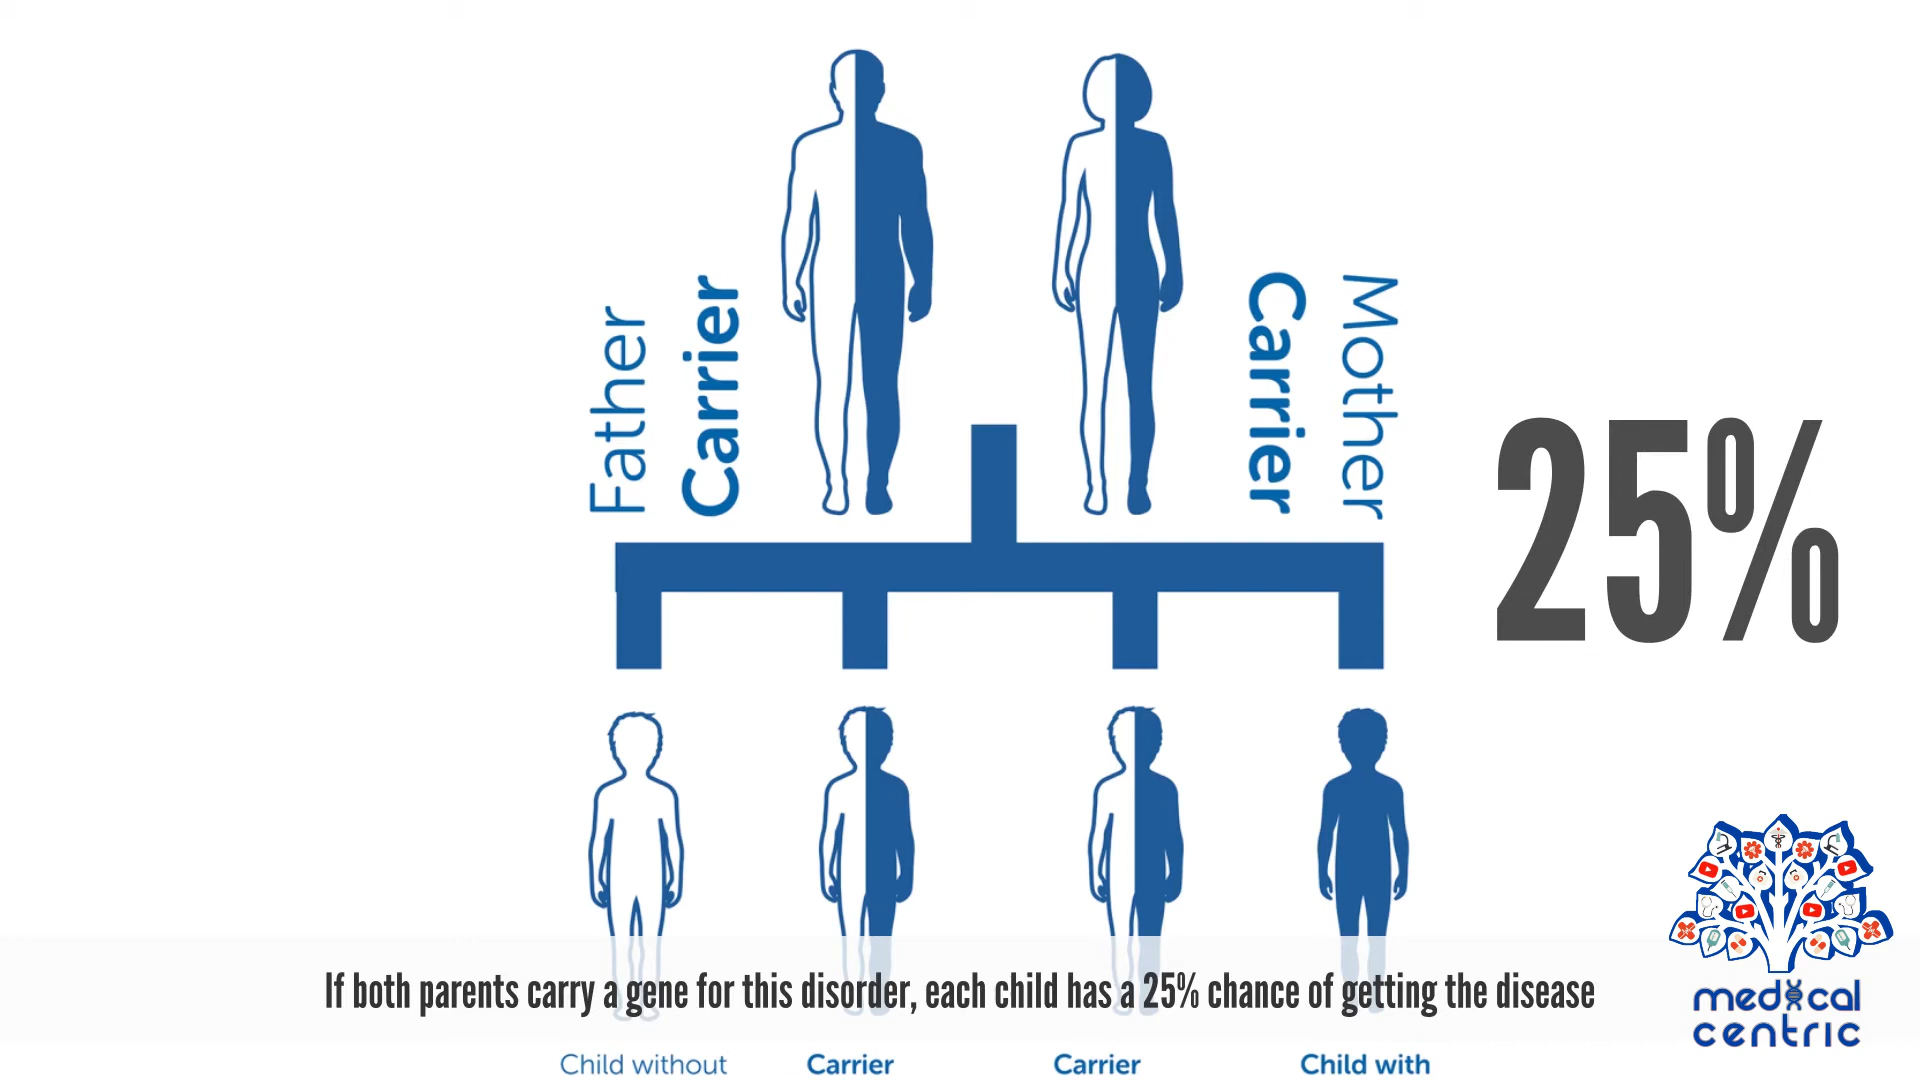 Father
Carrier
Carrier
Mother
25%
If both parents carry a gene for this disorder, each child has a 25% chance of getting the disease
medical
centric
Child without
Carrier
Carrier
Child with